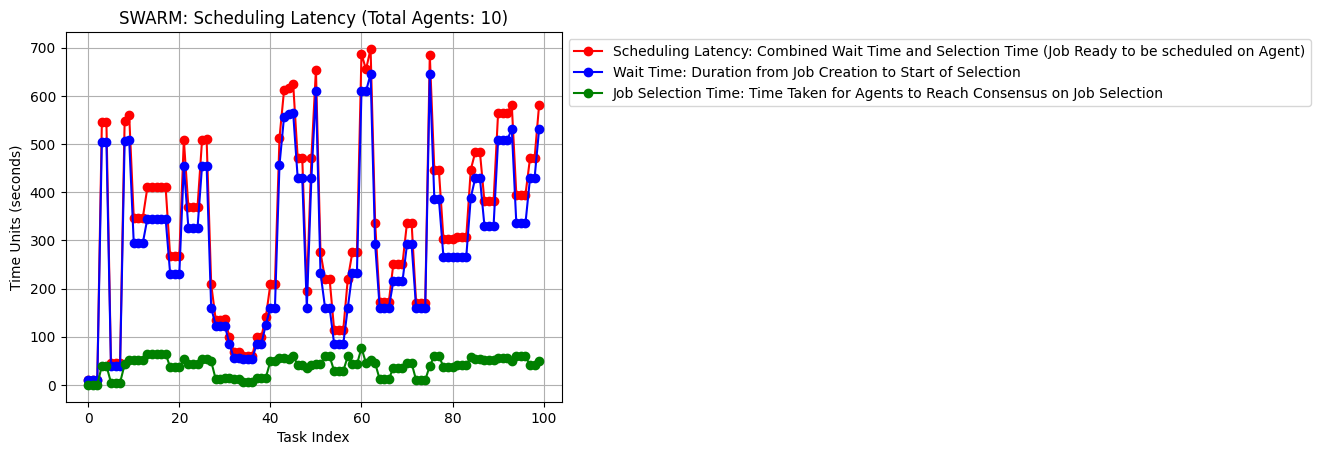 SWARM: Scheduling Latency (Total Agents: 10)
Scheduling Latency: Combined Wait Time and Selection Time (Job Ready to be scheduled on Agent)
Wait Time: Duration from Job Creation to Start of Selection
Job Selection Time: Time Taken for Agents to Reach Consensus on Job Selection
Time Units (seconds)
700
600
500
400
300
200
100
0
0 20 40 60 80 100
Task Index